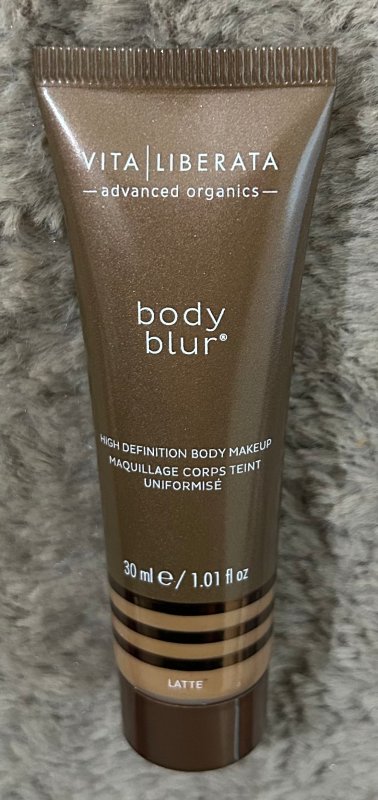 VITA|LIBERATA
—advanced organics—
body
blur®
HIGH DEFINITION BODY MAKEUP
MAQUILLAGE CORPS TEINT
UNIFORMISÉ
30 ml ℮/ 1.01 fl oz
LATTE